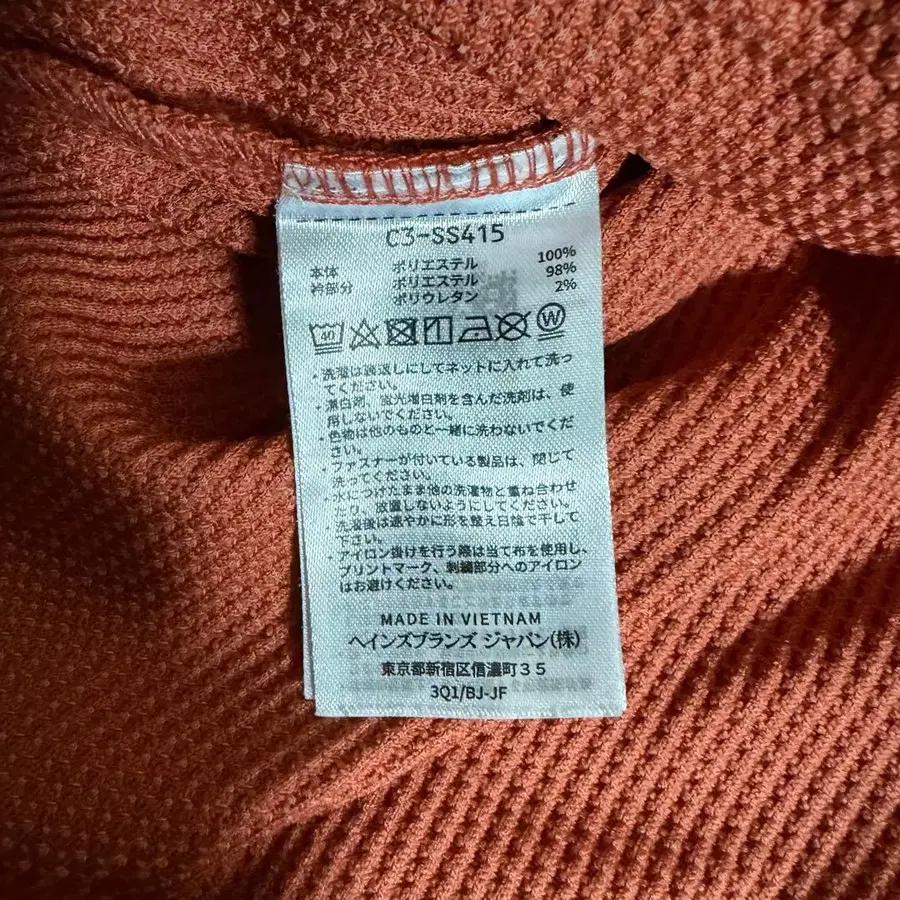 C3-SS415
本体 ポリエステル 100%
衿部分 ポリエステル 98%
ポリウレタン 2%
40 W
・洗濯は裏返しにしてネットに入れて洗っ
てください。
・漂白剤、蛍光増白剤を含んだ洗剤は、使
用しないでください。
・色物は他のものと一緒に洗わないでくだ
さい。
・ファスナーが付いている製品は、閉じて
洗ってください。
・水につけたまま他の洗濯物と重ね合わせ
たり、放置しないようにしてください。
・洗濯後は速やかに形を整え日陰で干して
下さい。
・アイロン掛けを行う際は当て布を使用し、
プリントマーク、刺繍部分へのアイロン
はお避けください。
MADE IN VIETNAM
ヘインズブランズ ジャパン(株)
東京都新宿区信濃町35
3Q1/BJ-JF